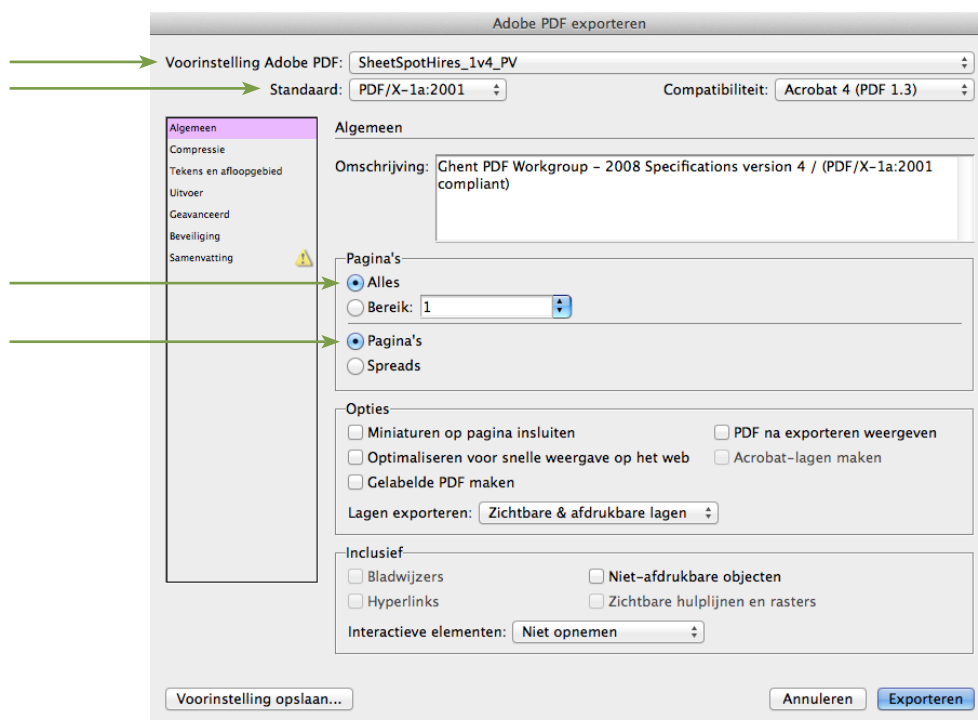 Adobe PDF exporteren
Voorinstelling Adobe PDF: SheetSpotHires_1v4_PV
Standaard: PDF/X-1a:2001 Compatibiliteit: Acrobat 4 (PDF 1.3)
Algemeen
Compressie
Tekens en afloopgebied
Uitvoer
Geavanceerd
Beveiliging
Samenvatting
Algemeen
Omschrijving: Ghent PDF Workgroup – 2008 Specifications version 4 / (PDF/X-1a:2001
compliant)
Pagina's
Alles
Bereik: 1
Pagina's
Spreads
Opties
Miniaturen op pagina insluiten PDF na exporteren weergeven
Optimaliseren voor snelle weergave op het web Acrobat-lagen maken
Gelabelde PDF maken
Lagen exporteren: Zichtbare & afdrukbare lagen
Inclusief
Bladwijzers Niet-afdrukbare objecten
Hyperlinks Zichtbare hulplijnen en rasters
Interactieve elementen: Niet opnemen
Voorinstelling opslaan... Annuleren Exporteren